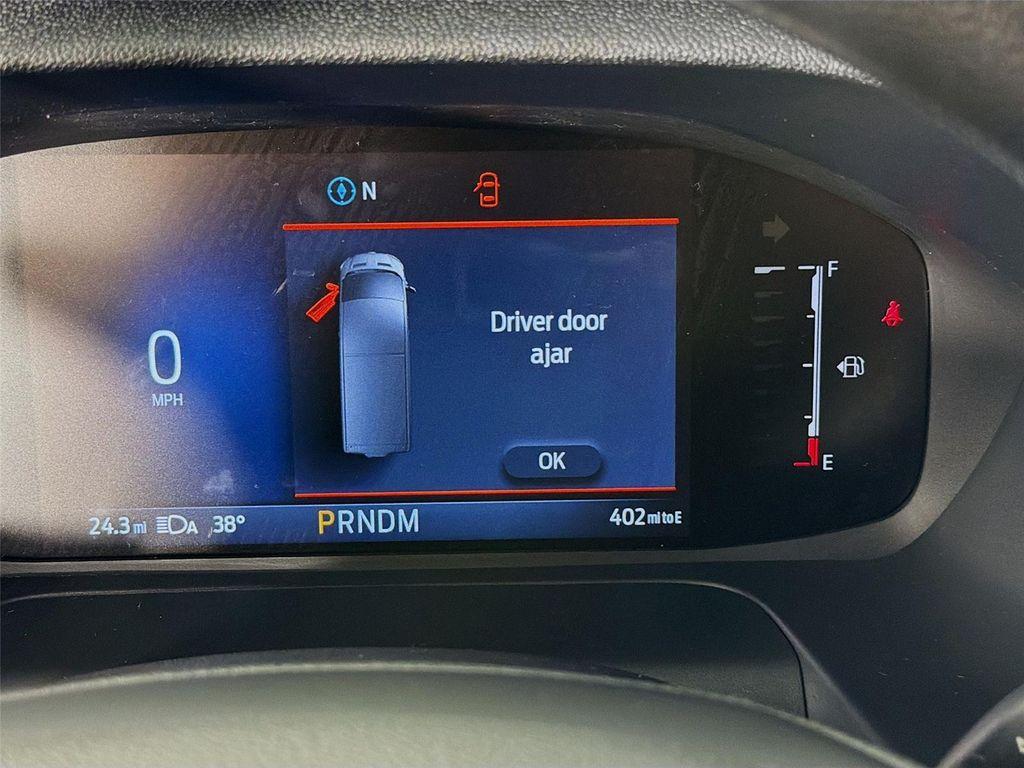 N
F
Driver door
ajar
0
MPH
OK
E
24.3 mi A 38°
PRNDM
402 mi to E